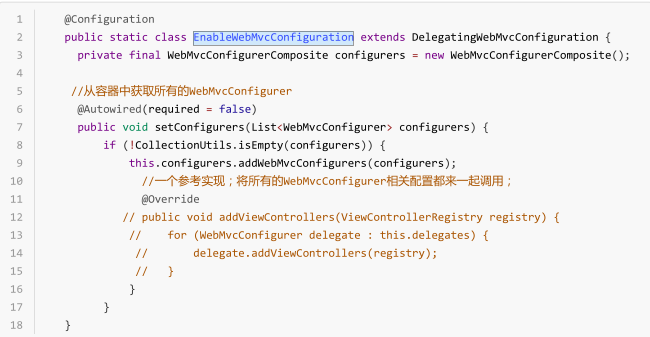 1 @Configuration
2 public static class EnableWebMvcConfiguration extends DelegatingWebMvcConfiguration {
3 private final WebMvcConfigurerComposite configurers = new WebMvcConfigurerComposite();
4
5 //从容器中获取所有的WebMvcConfigurer
6 @Autowired(required = false)
7 public void setConfigurers(List<WebMvcConfigurer> configurers) {
8 if (!CollectionUtils.isEmpty(configurers)) {
9 this.configurers.addWebMvcConfigurers(configurers);
10 //一个参考实现；将所有的WebMvcConfigurer相关配置都来一起调用；
11 @Override
12 // public void addViewControllers(ViewControllerRegistry registry) {
13 // for (WebMvcConfigurer delegate : this.delegates) {
14 // delegate.addViewControllers(registry);
15 // }
16 }
17 }
18 }